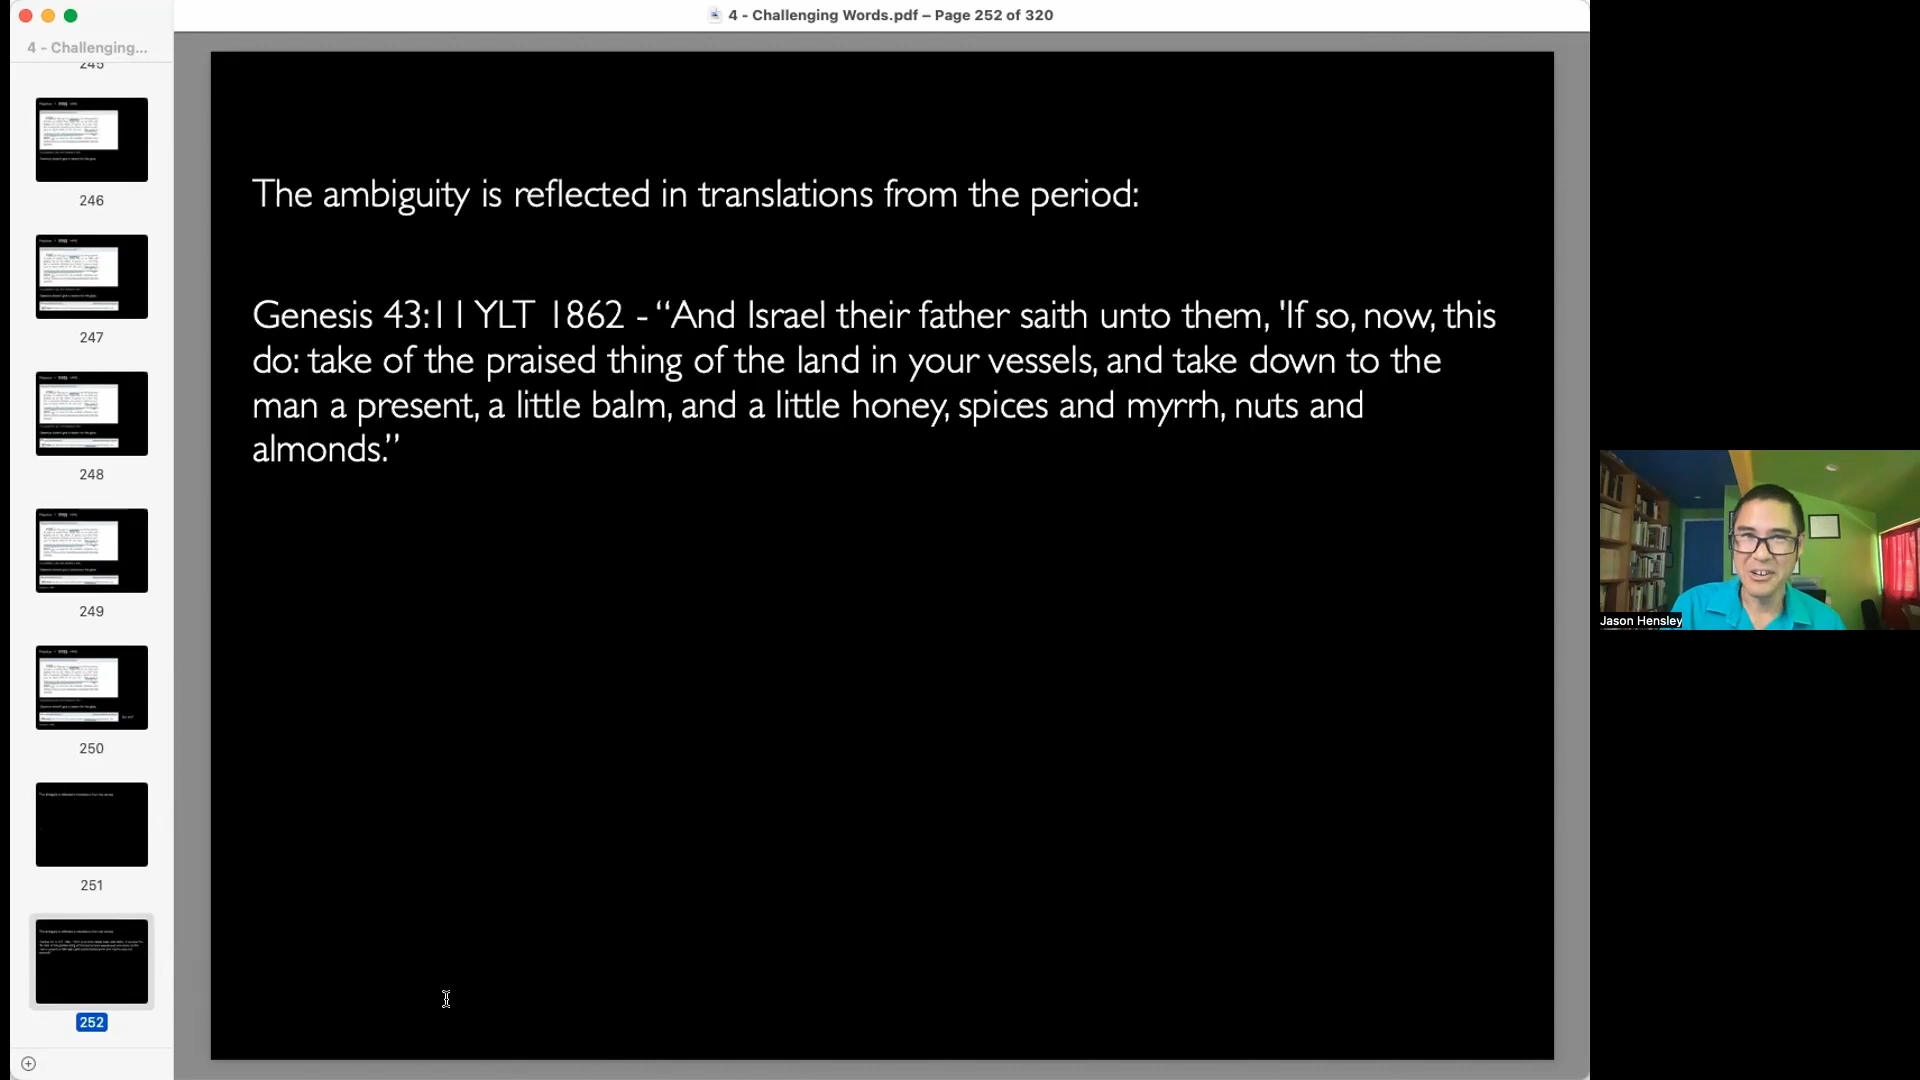 4 - Challenging Words.pdf – Page 252 of 320
4 - Challenging...
245
246
247
248
249
250
251
252
The ambiguity is reflected in translations from the period:
Genesis 43:11 YLT 1862 - “And Israel their father saith unto them, 'If so, now, this
do: take of the praised thing of the land in your vessels, and take down to the
man a present, a little balm, and a little honey, spices and myrrh, nuts and
almonds.”
Jason Hensley